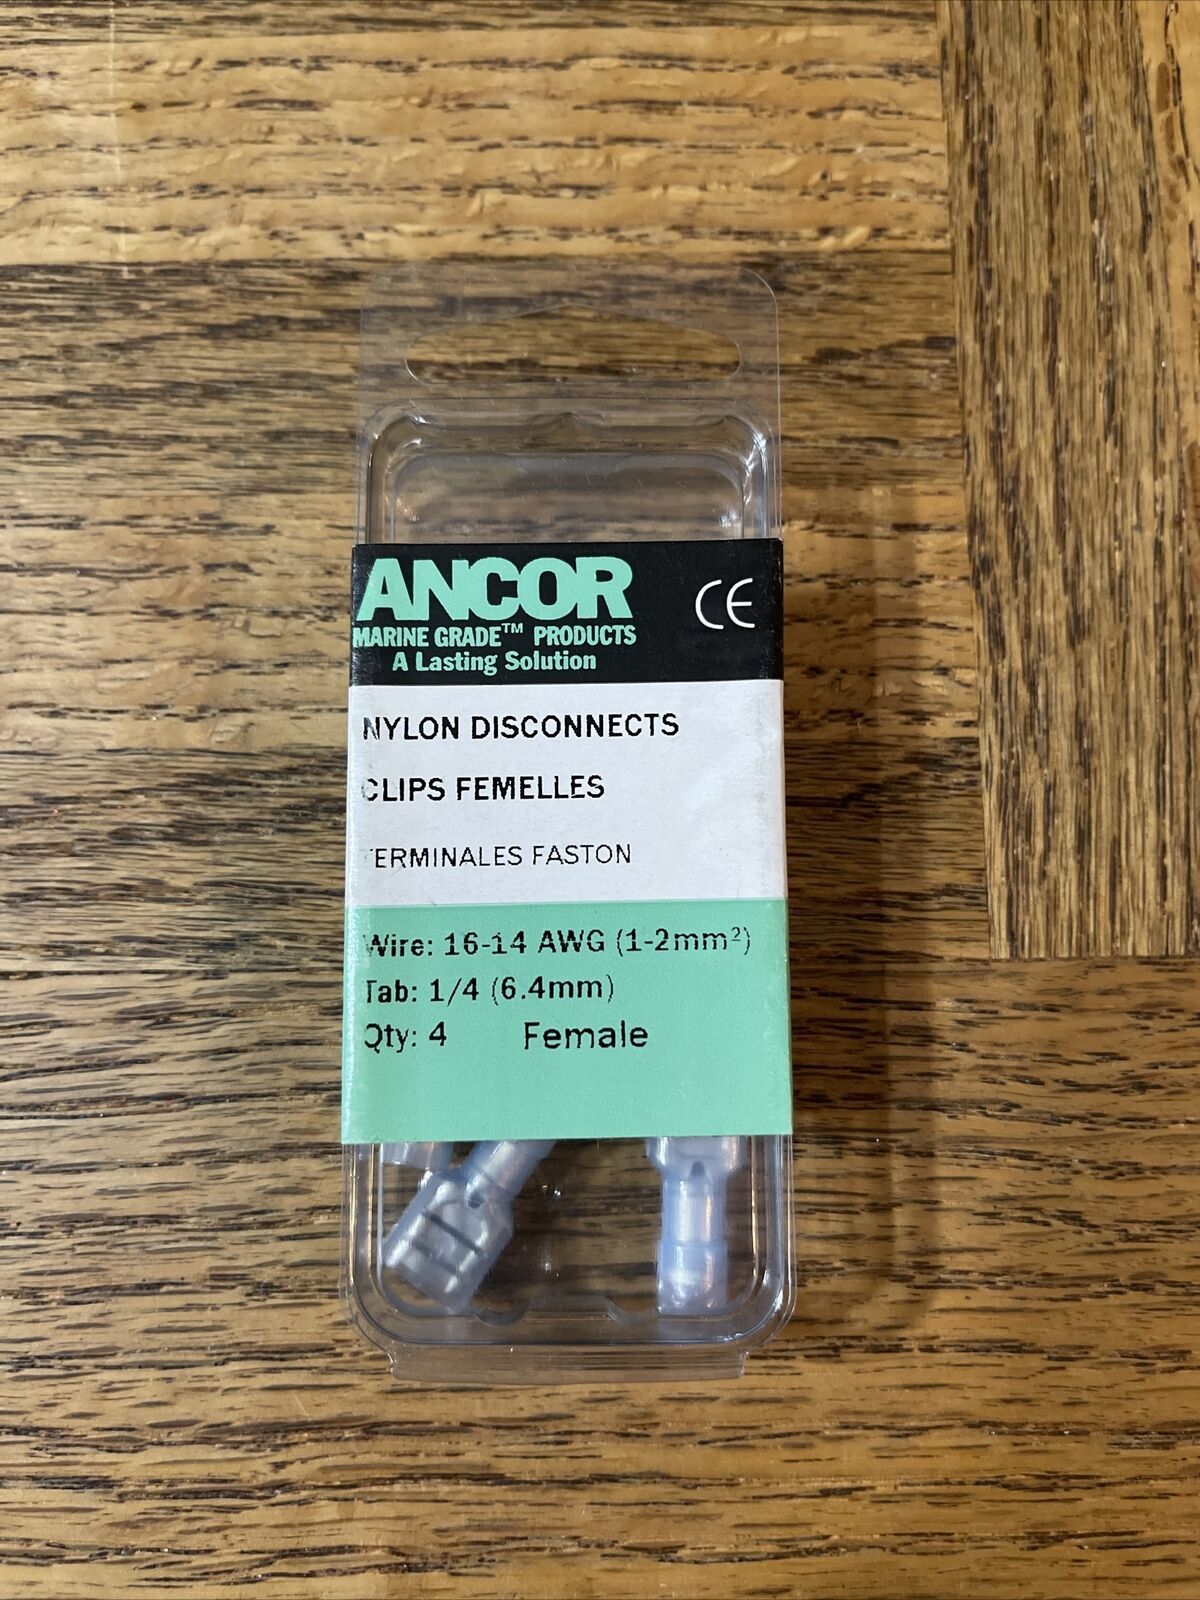 ANCOR
CE
MARINE GRADE™ PRODUCTS
A Lasting Solution
NYLON DISCONNECTS
CLIPS FEMELLES
TERMINALES FASTON
Wire: 16-14 AWG (1-2mm²)
Tab: 1/4 (6.4mm)
Qty: 4 Female